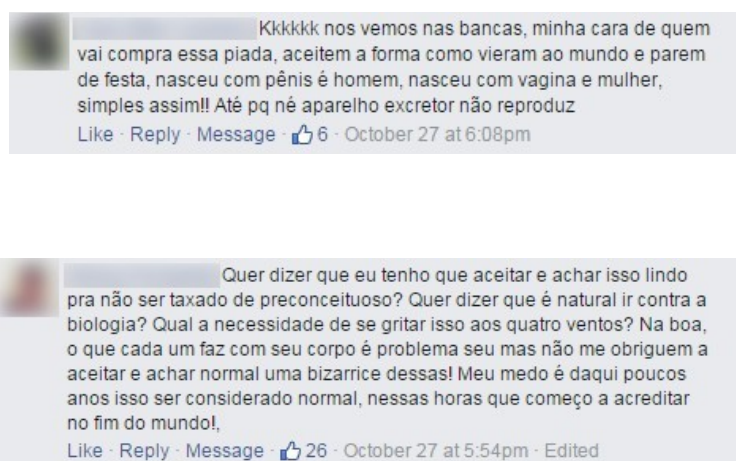 Kkkkkk nos vemos nas bancas, minha cara de quem
vai compra essa piada, aceitem a forma como vieram ao mundo e parem
de festa, nasceu com pênis é homem, nasceu com vagina e mulher,
simples assim!! Até pq né aparelho excretor não reproduz
Like · Reply · Message · 6 · October 27 at 6:08pm
Quer dizer que eu tenho que aceitar e achar isso lindo
pra não ser taxado de preconceituoso? Quer dizer que é natural ir contra a
biologia? Qual a necessidade de se gritar isso aos quatro ventos? Na boa,
o que cada um faz com seu corpo é problema seu mas não me obriguem a
aceitar e achar normal uma bizarrice dessas! Meu medo é daqui poucos
anos isso ser considerado normal, nessas horas que começo a acreditar
no fim do mundo!,
Like · Reply · Message · 26 · October 27 at 5:54pm · Edited